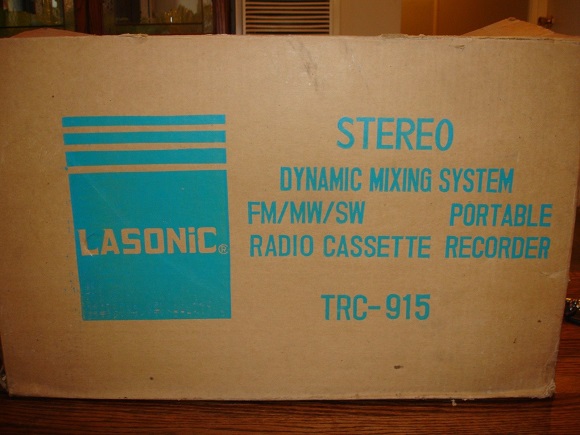 STEREO
DYNAMIC MIXING SYSTEM
FM/MW/SW PORTABLE
LASONiC®
RADIO CASSETTE RECORDER
TRC-915